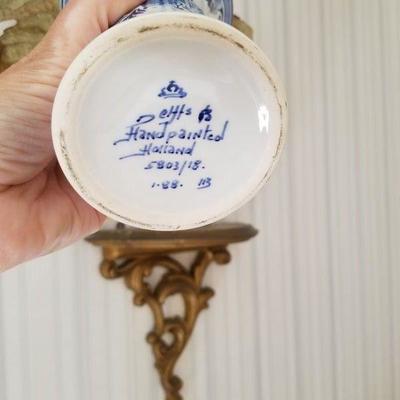 Delfts
Handpainted
Holland
5803/18.
1.88.